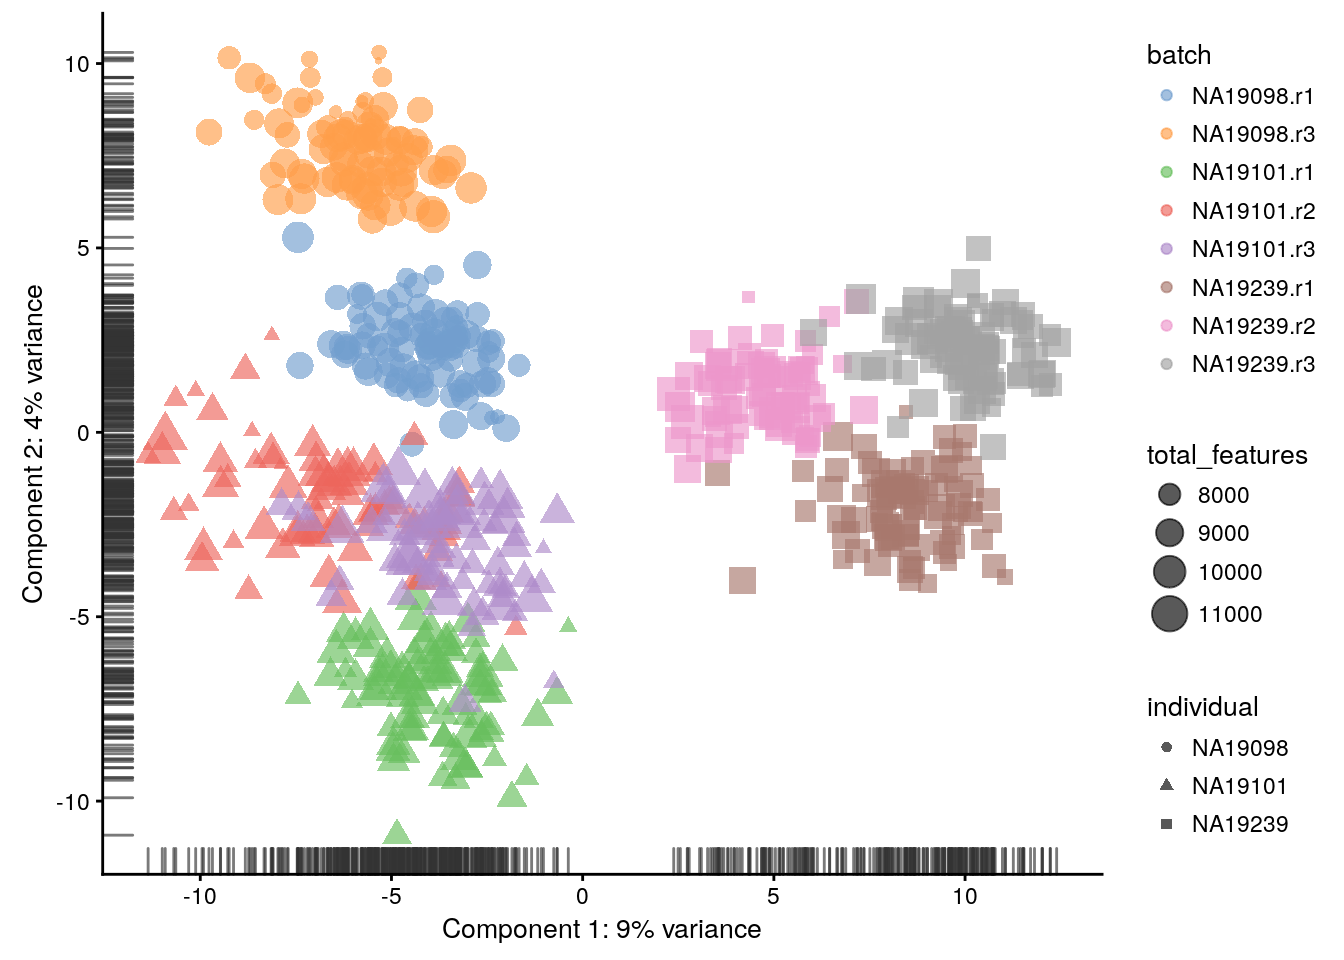 10
5
0
-5
-10
Component 2: 4% variance
-10
-5
0
5
10
Component 1: 9% variance
batch
NA19098.r1
NA19098.r3
NA19101.r1
NA19101.r2
NA19101.r3
NA19239.r1
NA19239.r2
NA19239.r3
total_features
8000
9000
10000
11000
individual
NA19098
NA19101
NA19239